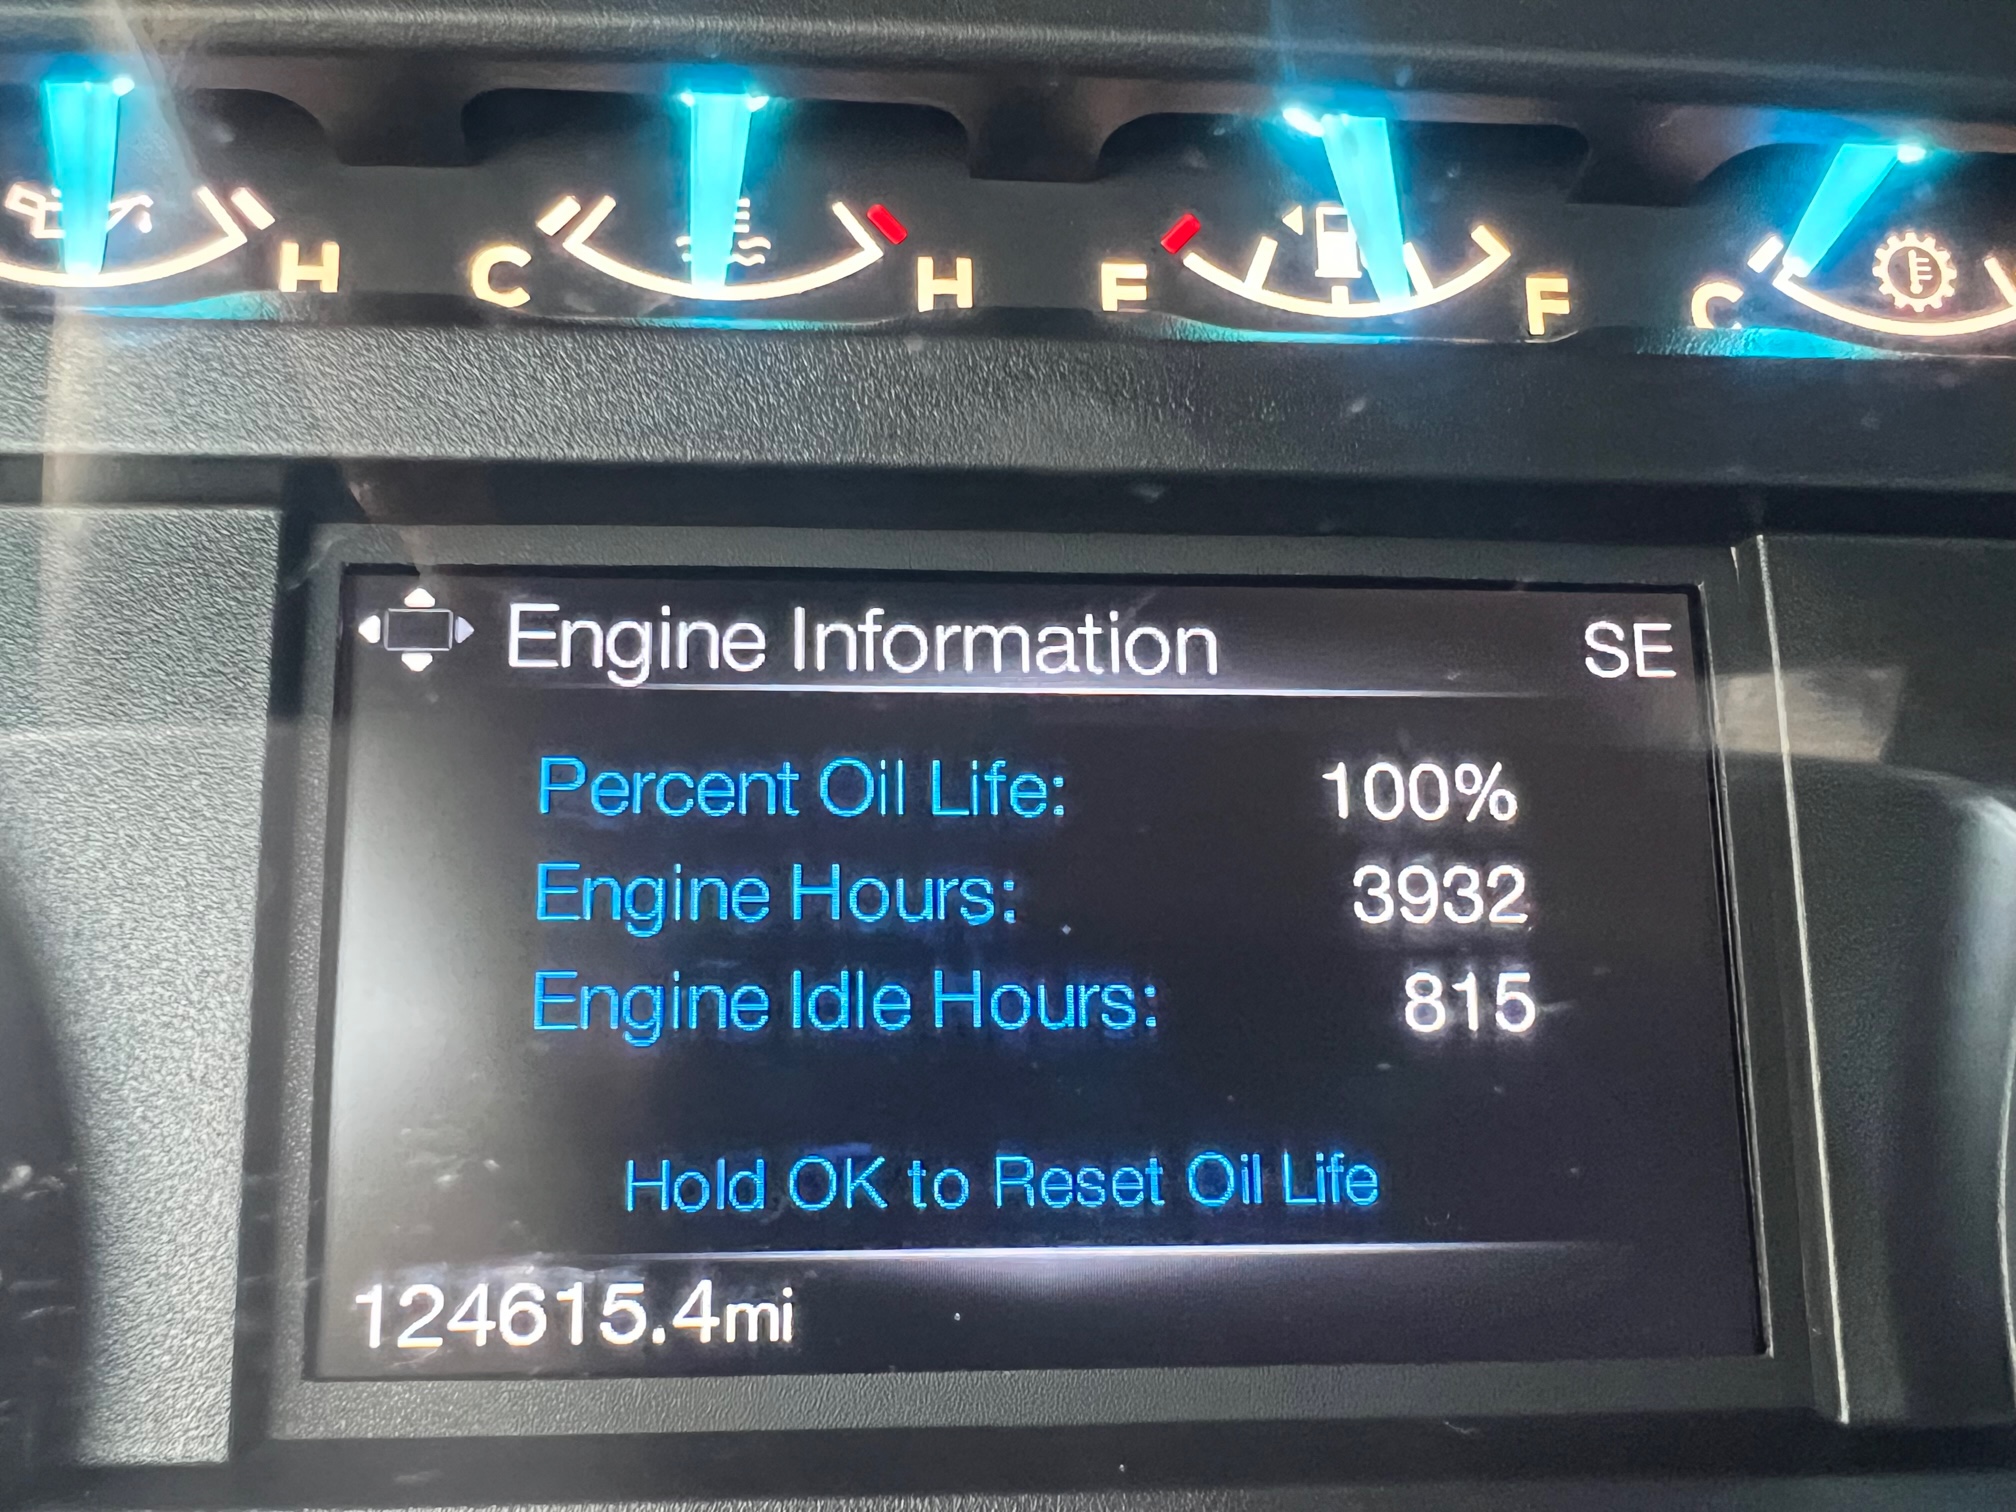 H C H E F C
Engine Information SE
Percent Oil Life: 100%
Engine Hours: 3932
Engine Idle Hours: 815
Hold OK to Reset Oil Life
124615.4mi